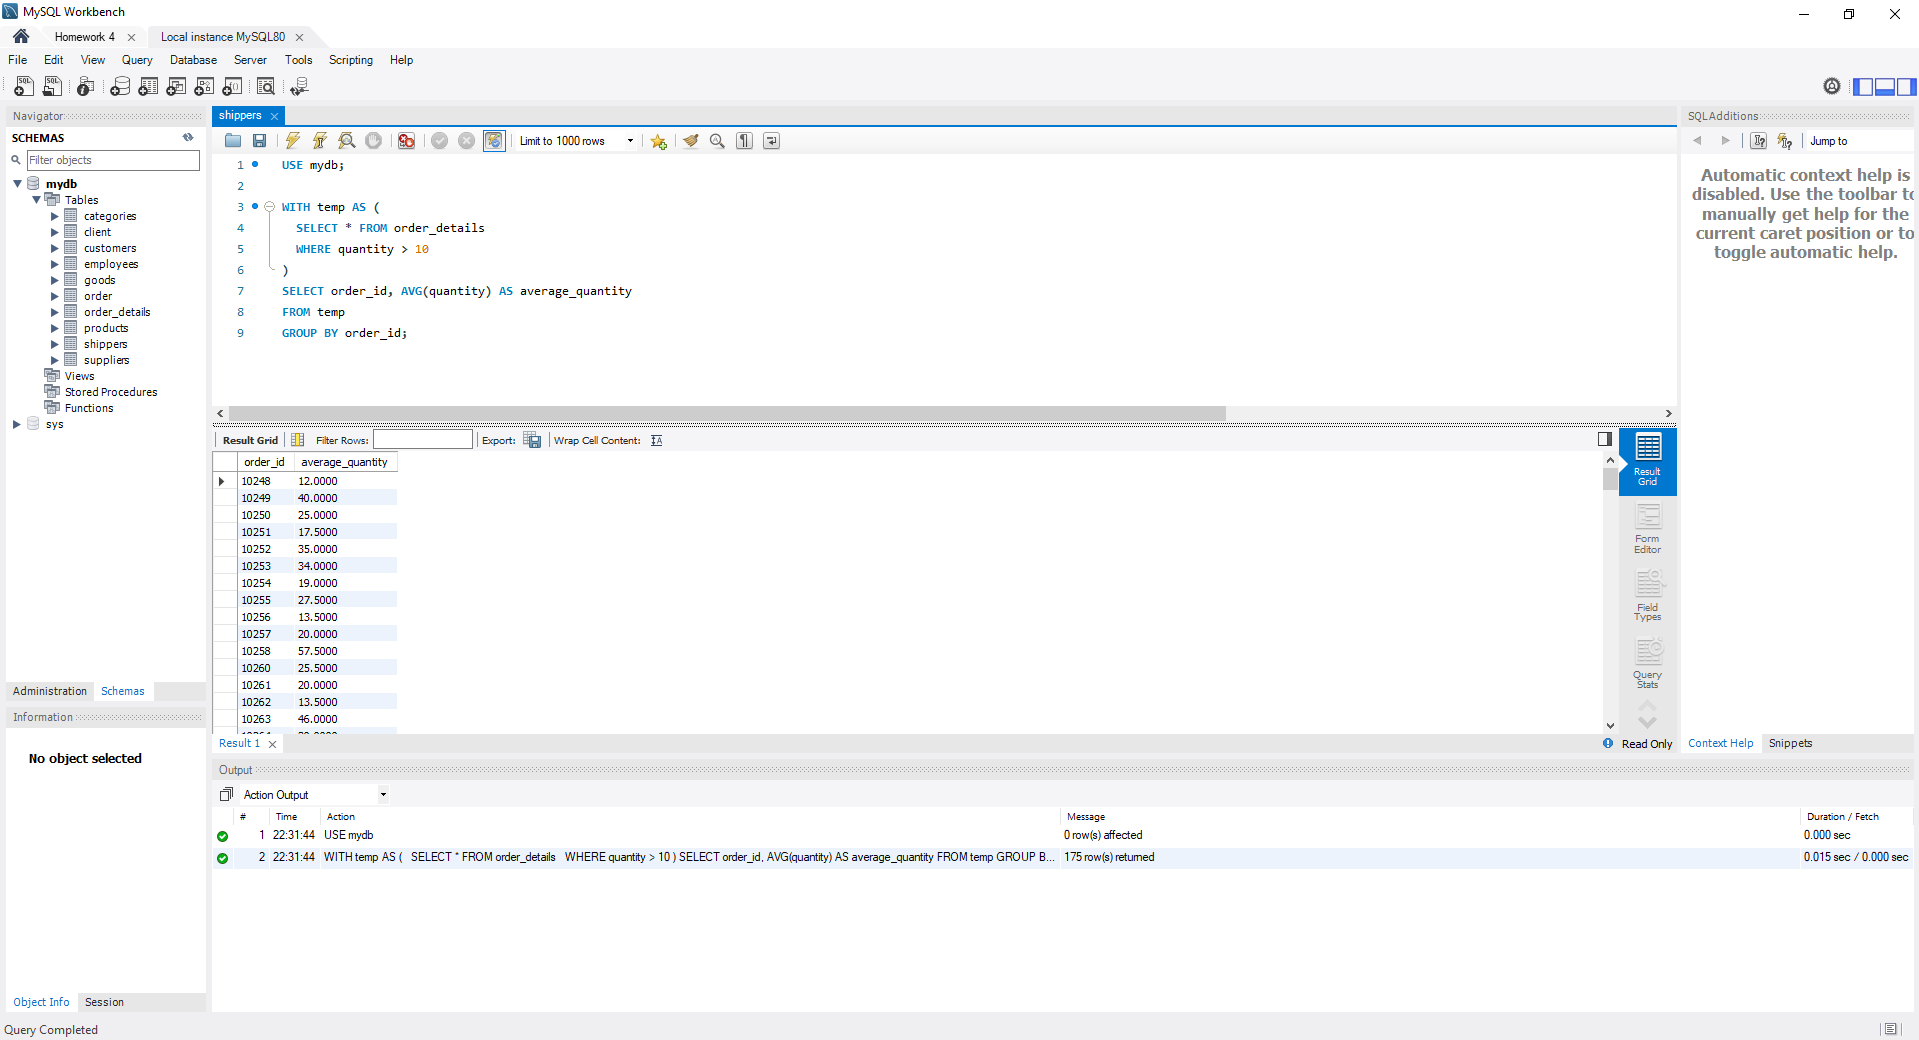 MySQL Workbench
Homework 4
Local instance MySQL80
File Edit View Query Database Server Tools Scripting Help
Navigator
SCHEMAS
Filter objects
mydb
Tables
categories
client
customers
employees
goods
order
order_details
products
shippers
suppliers
Views
Stored Procedures
Functions
sys
Administration Schemas
Information
No object selected
Object Info Session
shippers
Limit to 1000 rows
1 USE mydb;
2
3 WITH temp AS (
4 SELECT * FROM order_details
5 WHERE quantity > 10
6 )
7 SELECT order_id, AVG(quantity) AS average_quantity
8 FROM temp
9 GROUP BY order_id;
Result Grid Filter Rows: Export: Wrap Cell Content:
order_id average_quantity
10248 12.0000
10249 40.0000
10250 25.0000
10251 17.5000
10252 35.0000
10253 34.0000
10254 19.0000
10255 27.5000
10256 13.5000
10257 20.0000
10258 57.5000
10260 25.5000
10261 20.0000
10262 13.5000
10263 46.0000
Result Grid
Form Editor
Field Types
Query Stats
Result 1
Read Only
SQLAdditions
Jump to
Automatic context help is
disabled. Use the toolbar to
manually get help for the
current caret position or to
toggle automatic help.
Context Help Snippets
Output
Action Output
# Time Action Message Duration / Fetch
1 22:31:44 USE mydb 0 row(s) affected 0.000 sec
2 22:31:44 WITH temp AS ( SELECT * FROM order_details WHERE quantity > 10 ) SELECT order_id, AVG(quantity) AS average_quantity FROM temp GROUP B... 175 row(s) returned 0.015 sec / 0.000 sec
Query Completed